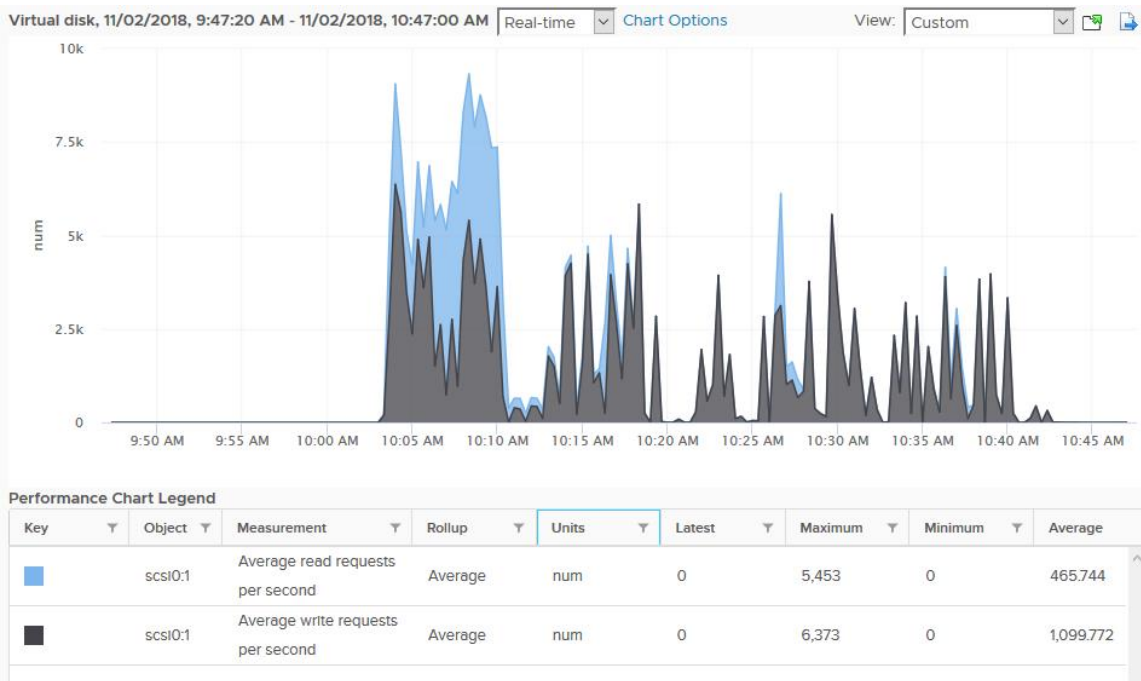 Virtual disk, 11/02/2018, 9:47:20 AM - 11/02/2018, 10:47:00 AM Real-time Chart Options View: Custom
10k
7.5k
5k
2.5k
0
num
9:50 AM 9:55 AM 10:00 AM 10:05 AM 10:10 AM 10:15 AM 10:20 AM 10:25 AM 10:30 AM 10:35 AM 10:40 AM 10:45 AM
Performance Chart Legend
Key Object Measurement Rollup Units Latest Maximum Minimum Average
scsi0:1 Average read requests per second Average num 0 5,453 0 465.744
scsi0:1 Average write requests per second Average num 0 6,373 0 1,099.772